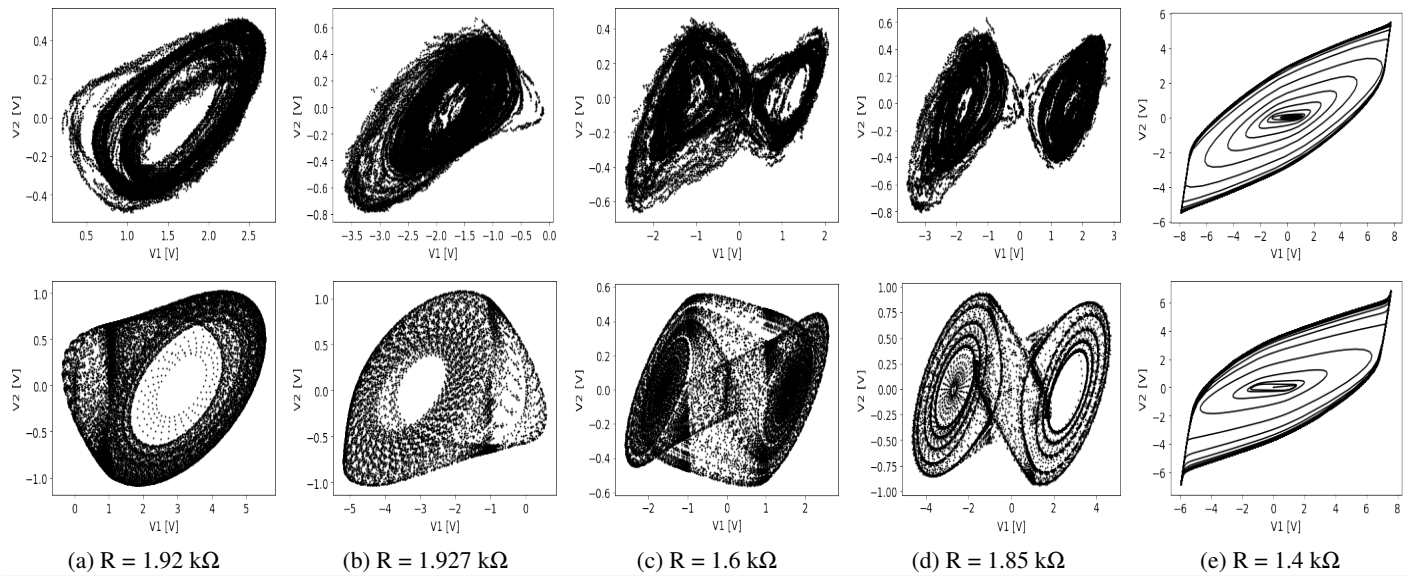 V2 [V]
0.4
0.2
0.0
−0.2
−0.4
0.5 1.0 1.5 2.0 2.5
V1 [V]
V2 [V]
0.6
0.4
0.2
0.0
−0.2
−0.4
−0.6
−0.8
−3.5 −3.0 −2.5 −2.0 −1.5 −1.0 −0.5 0.0
V1 [V]
V2 [V]
0.6
0.4
0.2
0.0
−0.2
−0.4
−0.6
−2 −1 0 1 2
V1 [V]
V2 [V]
0.6
0.4
0.2
0.0
−0.2
−0.4
−0.6
−0.8
−3 −2 −1 0 1 2 3
V1 [V]
V2 [V]
6
4
2
0
−2
−4
−6
−8 −6 −4 −2 0 2 4 6 8
V1 [V]
V2 [V]
1.0
0.5
0.0
−0.5
−1.0
0 1 2 3 4 5
V1 [V]
V2 [V]
1.0
0.5
0.0
−0.5
−1.0
−5 −4 −3 −2 −1 0
V1 [V]
V2 [V]
0.6
0.4
0.2
0.0
−0.2
−0.4
−0.6
−2 −1 0 1 2
V1 [V]
V2 [V]
1.00
0.75
0.50
0.25
0.00
−0.25
−0.50
−0.75
−1.00
−4 −2 0 2 4
V1 [V]
V2 [V]
6
4
2
0
−2
−4
−6
−6 −4 −2 0 2 4 6 8
V1 [V]
(a) R = 1.92 kΩ
(b) R = 1.927 kΩ
(c) R = 1.6 kΩ
(d) R = 1.85 kΩ
(e) R = 1.4 kΩ